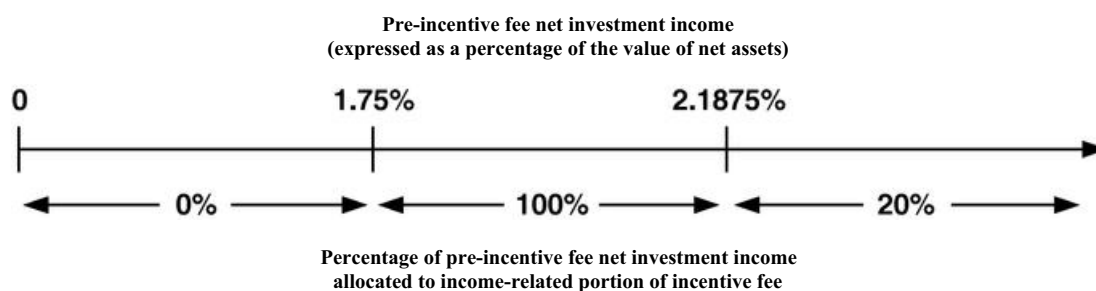 Pre-incentive fee net investment income
(expressed as a percentage of the value of net assets)
0 1.75% 2.1875%
0% 100% 20%
Percentage of pre-incentive fee net investment income
allocated to income-related portion of incentive fee